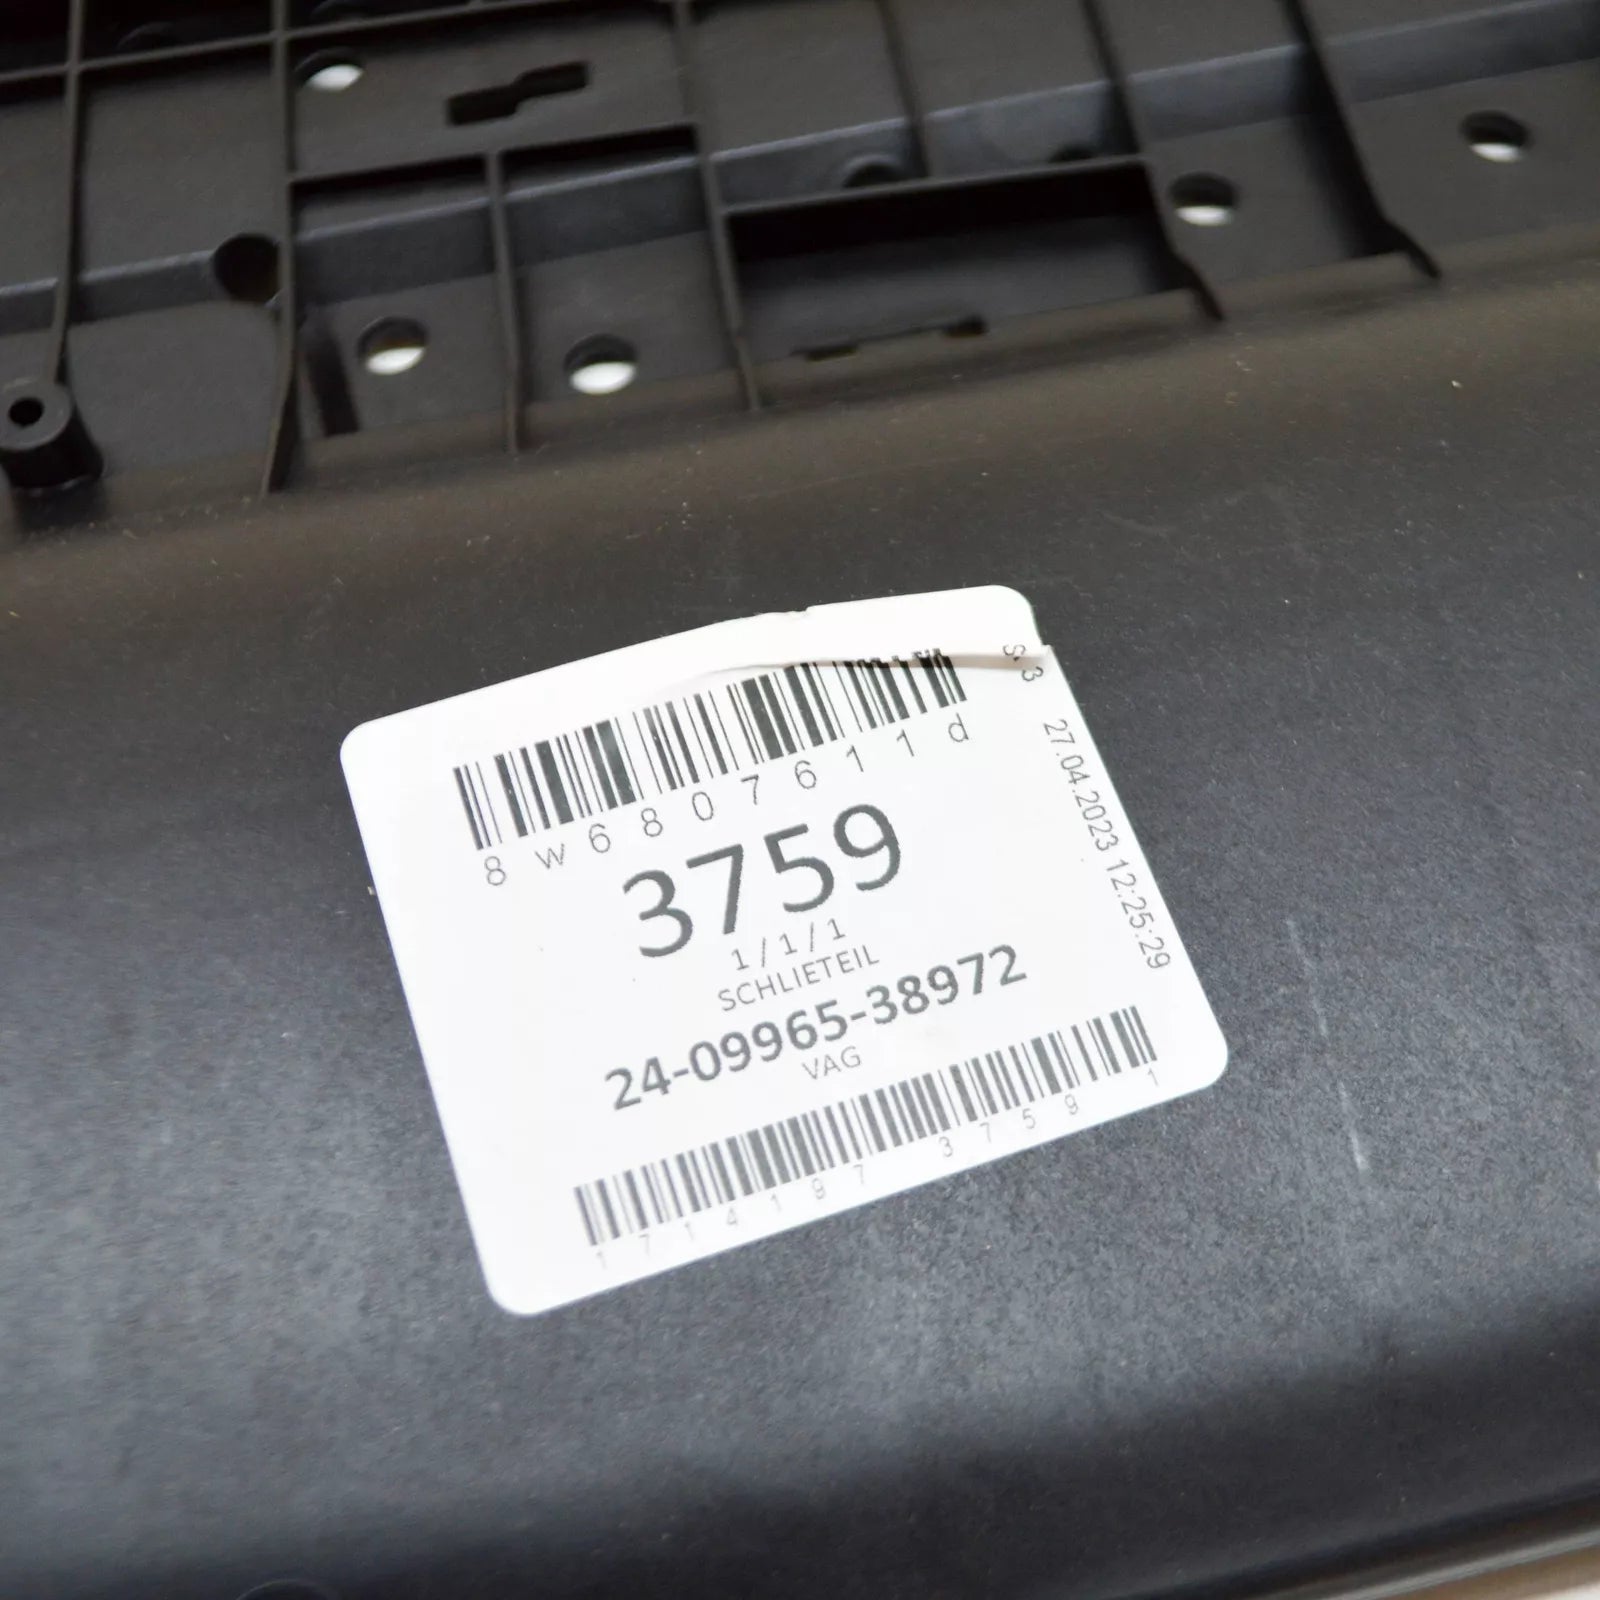 8w6807611d
3759
1/1/1
SCHLIETEIL
24-09965-38972
VAG
1714197 3759 1
S 3
27.04.2023 12:25:29